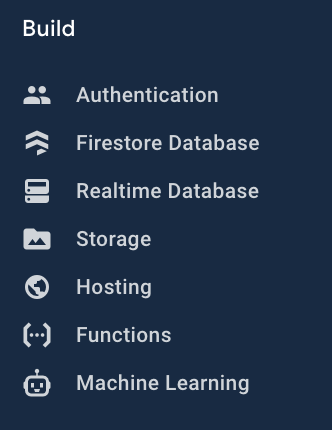 Build
Authentication
Firestore Database
Realtime Database
Storage
Hosting
Functions
Machine Learning